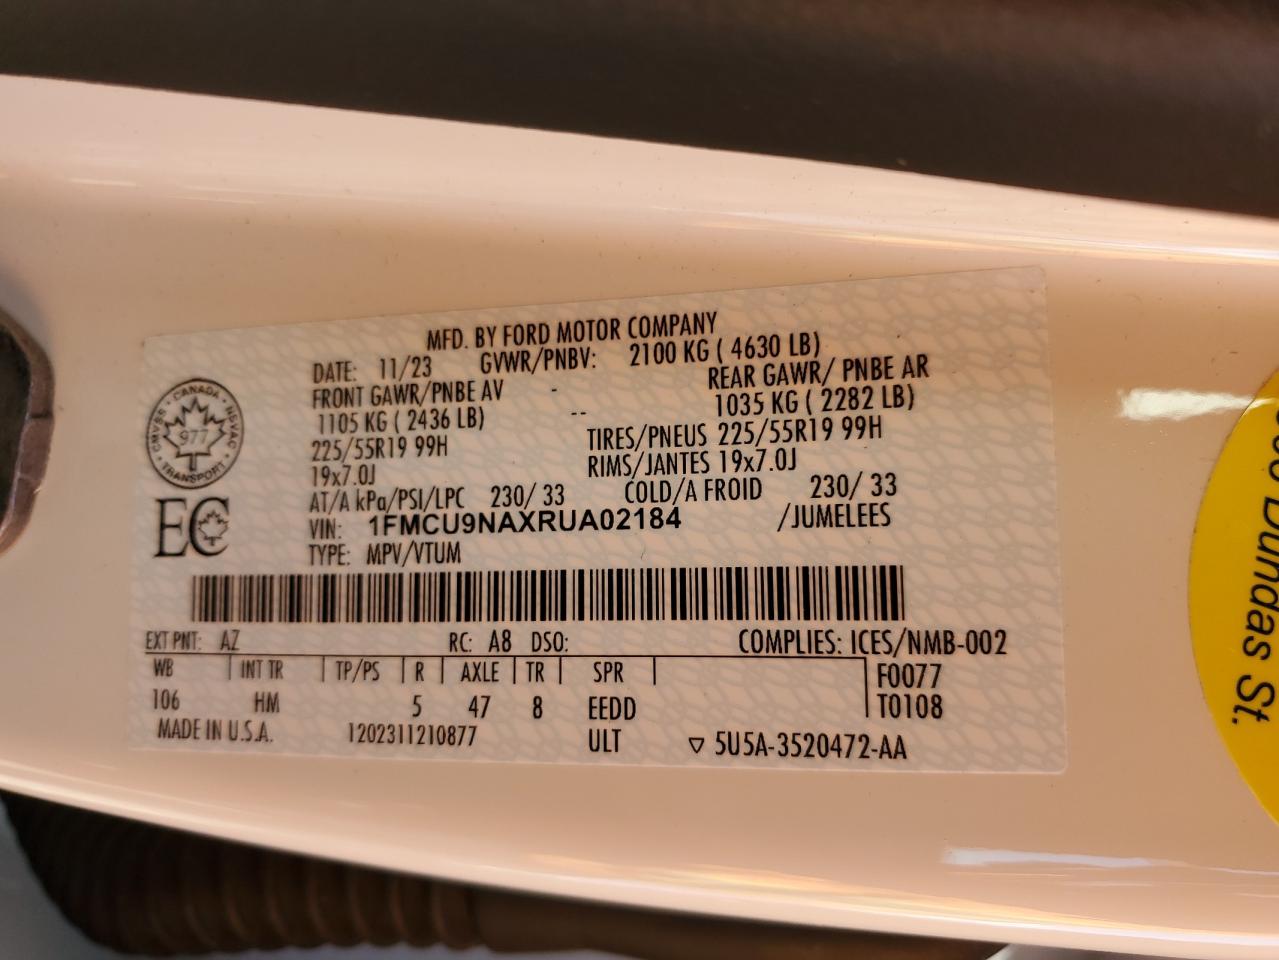 MFD. BY FORD MOTOR COMPANY
DATE: 11/23 GVWR/PNBV: 2100 KG ( 4630 LB)
FRONT GAWR/PNBE AV - REAR GAWR/ PNBE AR
1105 KG ( 2436 LB) -- 1035 KG ( 2282 LB)
225/55R19 99H TIRES/PNEUS 225/55R19 99H
19x7.0J RIMS/JANTES 19x7.0J
AT/A kPa/PSI/LPC 230/ 33 COLD/A FROID 230/ 33
VIN: 1FMCU9NAXRUA02184 /JUMELEES
TYPE: MPV/VTUM
CANADA
CMVSS NSVAC
977
TRANSPORT
EC
EXT PNT: AZ RC: A8 DSO: COMPLIES: ICES/NMB-002
WB INT TR TP/PS R AXLE TR SPR F0077
106 HM 5 47 8 EEDD T0108
MADE IN U.S.A. 1202311210877 ULT ▽ 5U5A-3520472-AA
Dundas St.